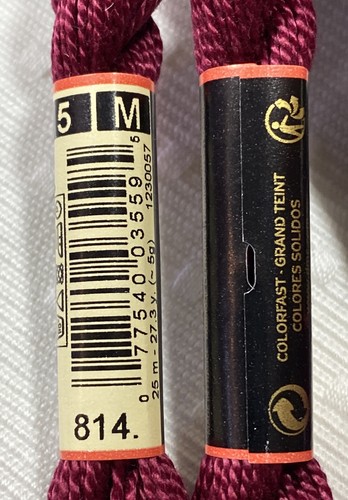 5 M
0 77540 03559 5
1230057
25 m - 27.3 y. (~ 5g)
814.
COLORFAST · GRAND TEINT
COLORES SOLIDOS